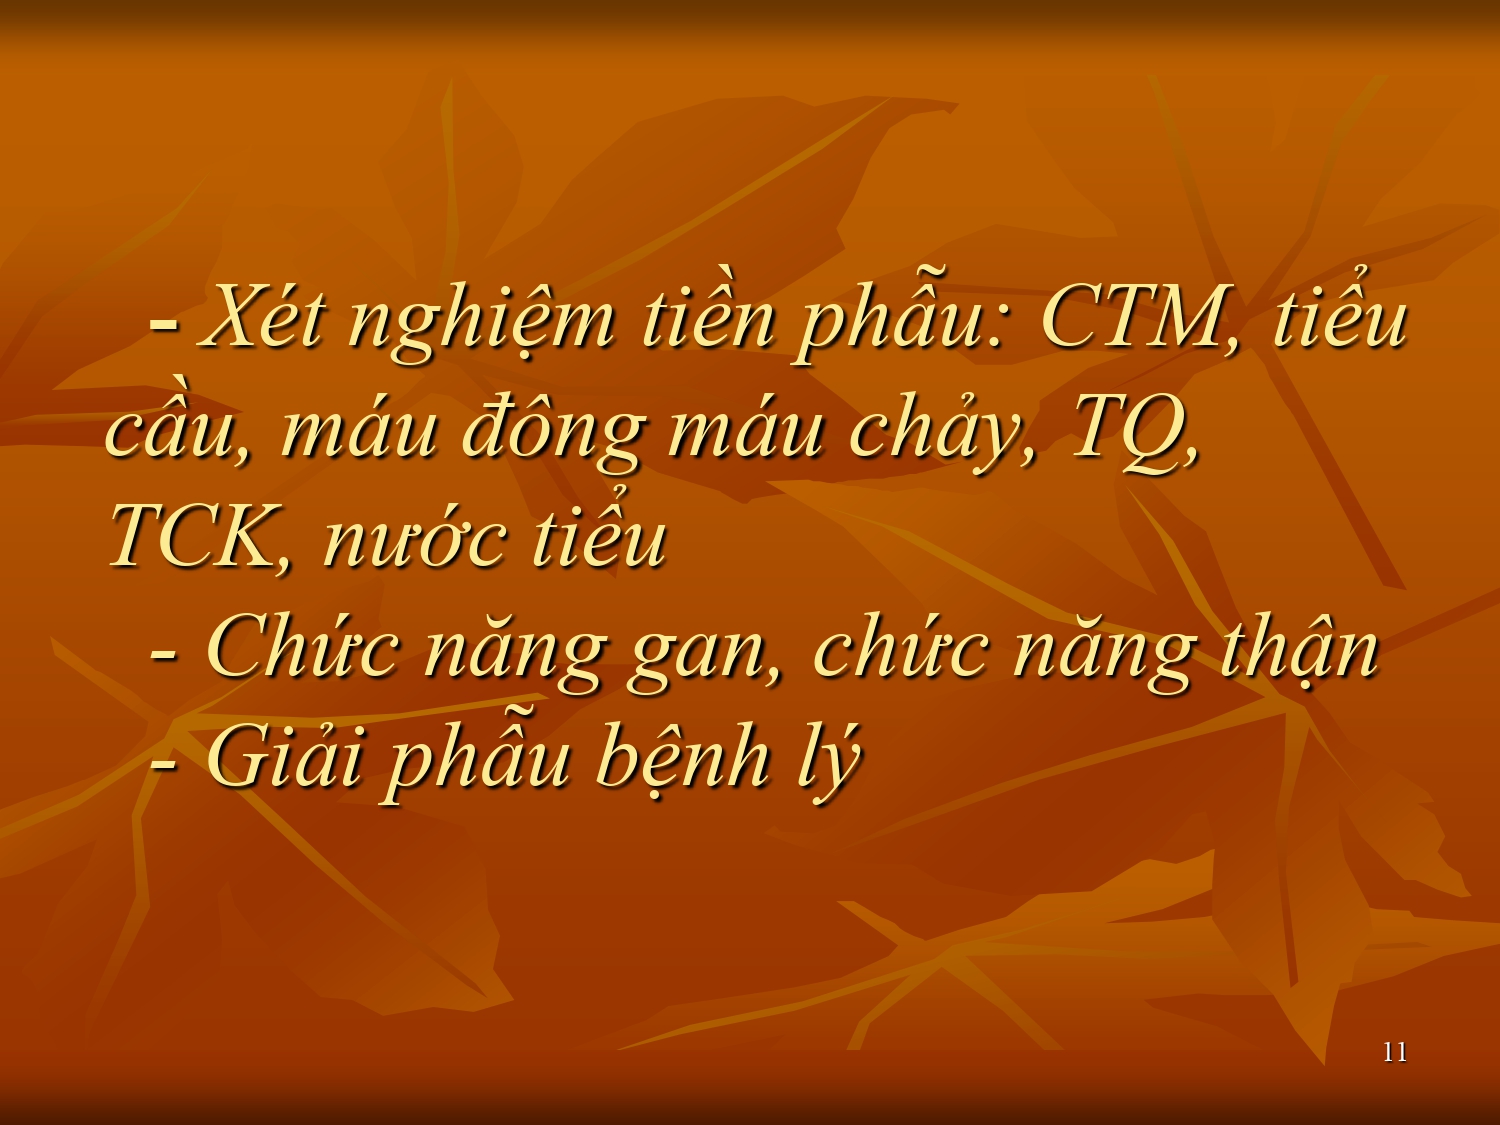 - Xét nghiệm tiền phẫu: CTM, tiểu
cầu, máu đông máu chảy, TQ,
TCK, nước tiểu
- Chức năng gan, chức năng thận
- Giải phẫu bệnh lý
11